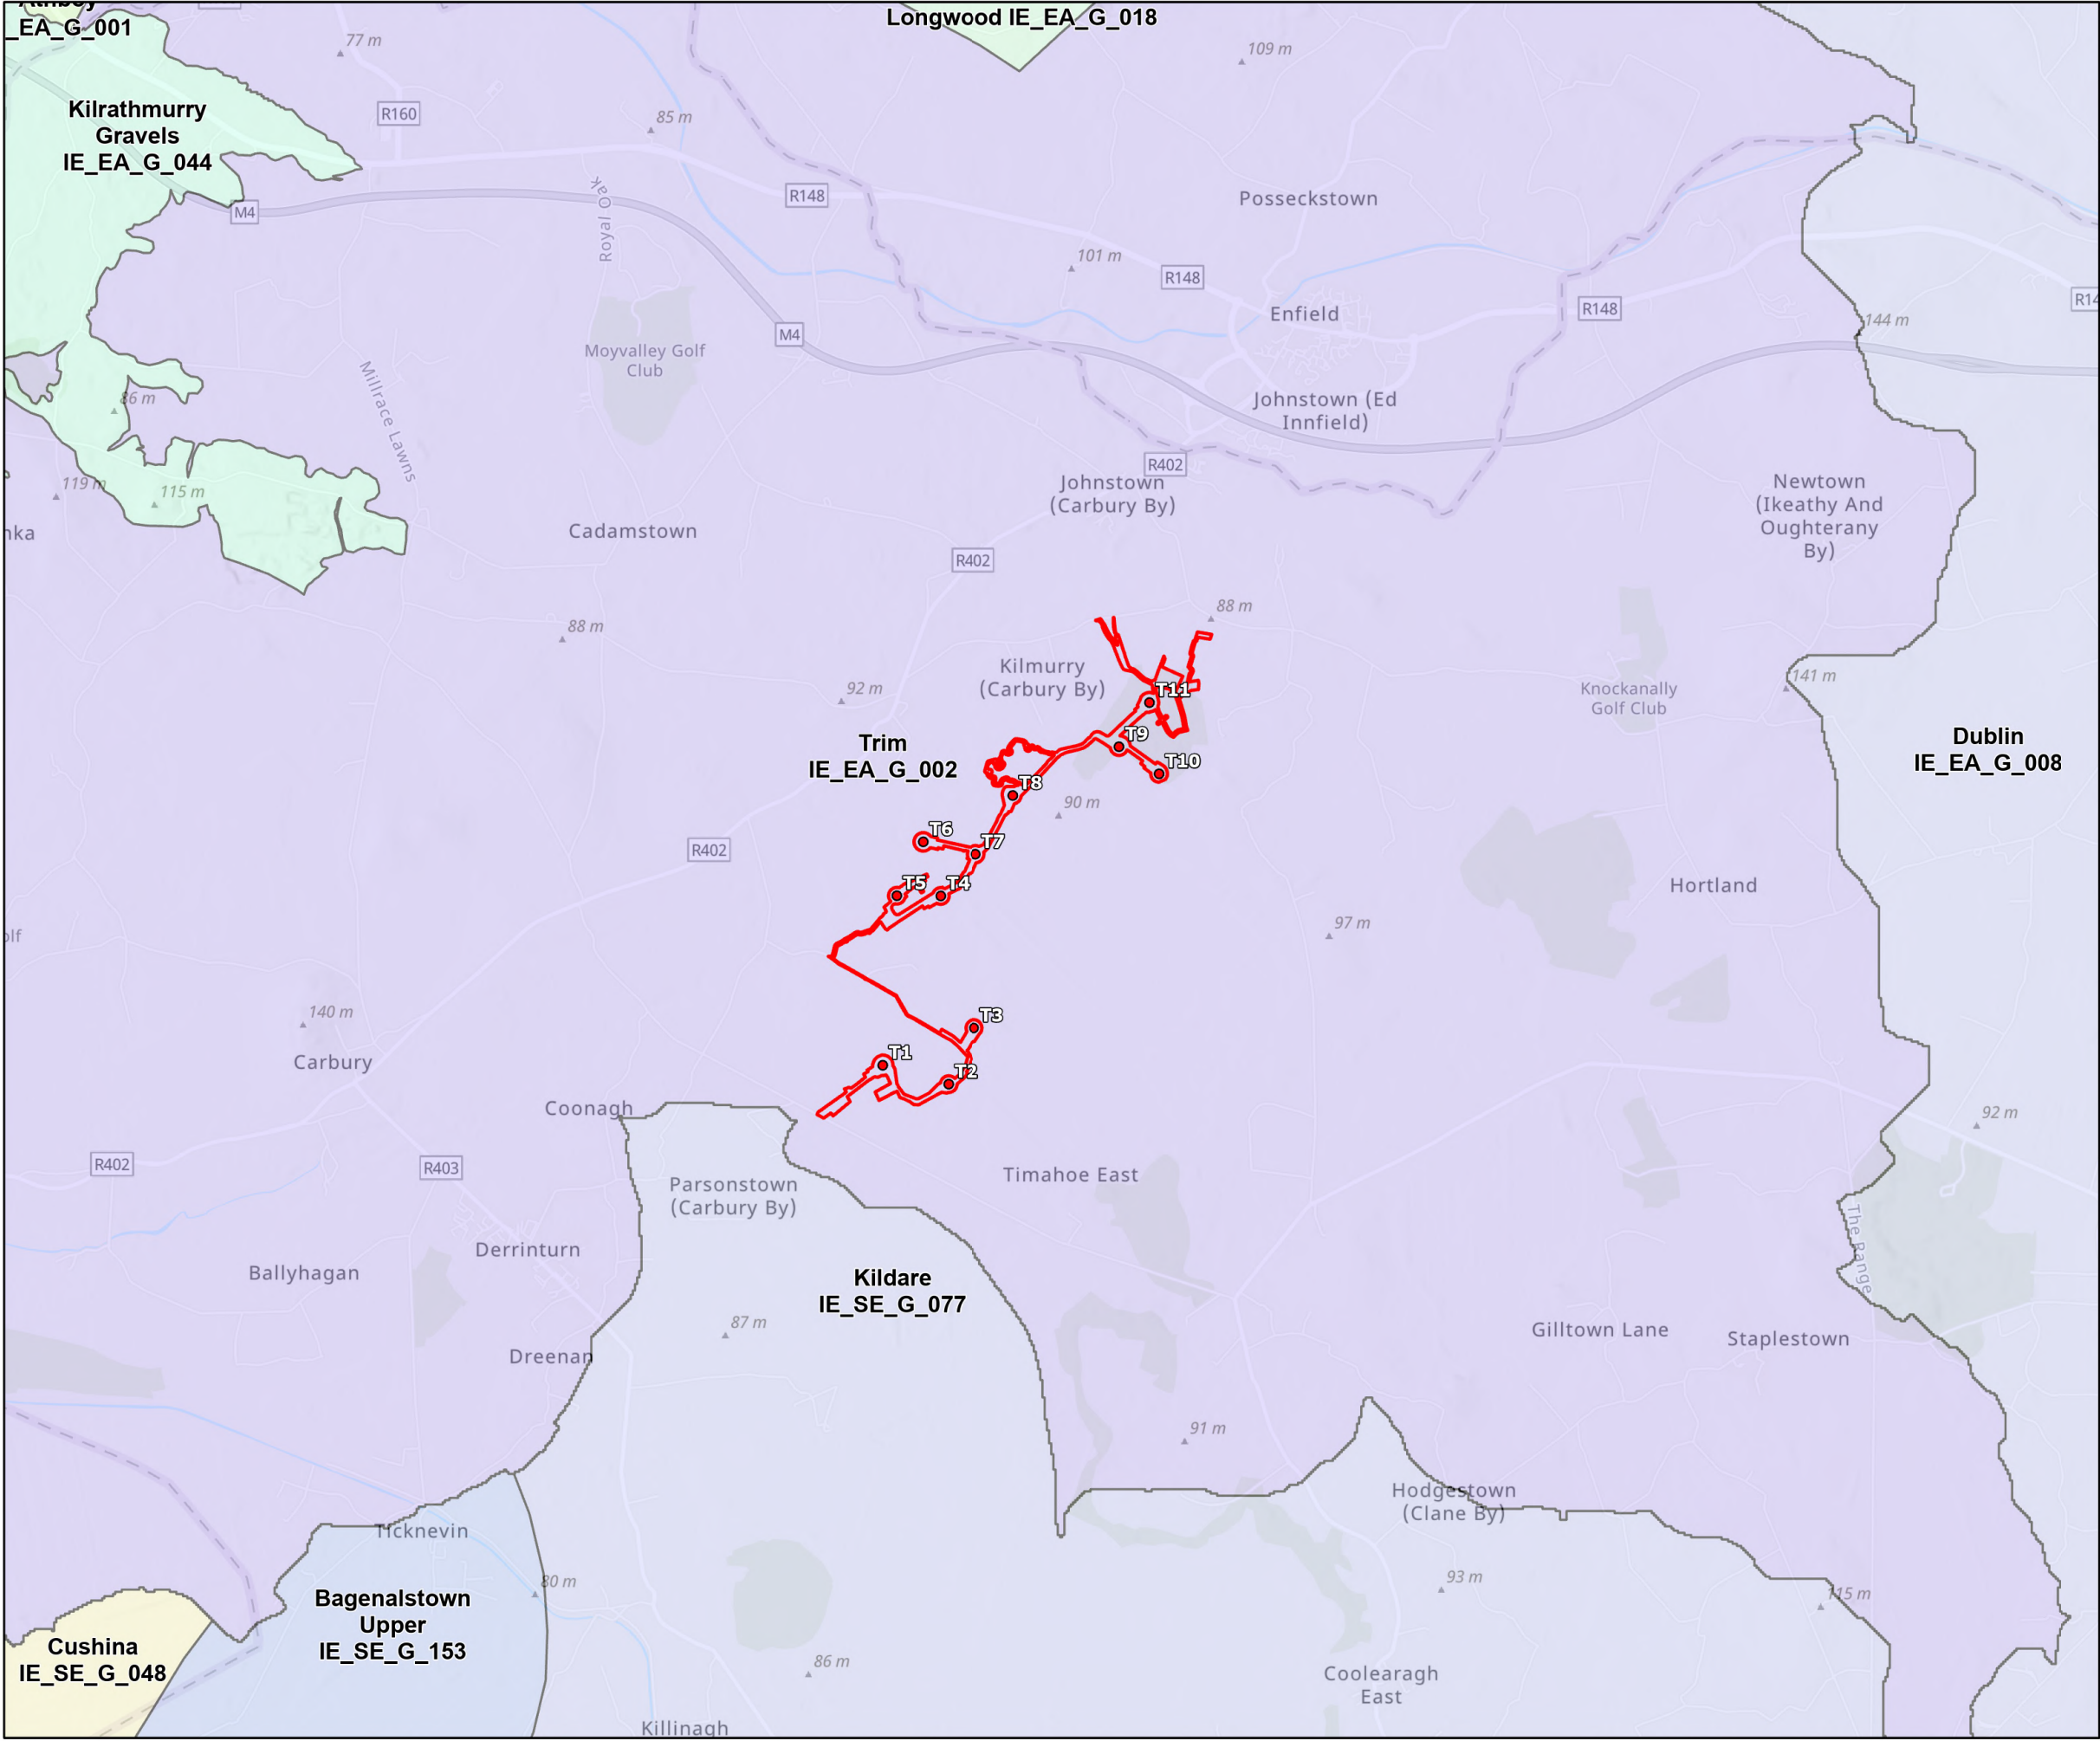 Athboy
_EA_G_001
Longwood IE_EA_G_018
77 m
109 m
Kilrathmurry
Gravels
IE_EA_G_044
R160
85 m
M4
R148
Royal Oak
Posseckstown
101 m
R148
Enfield
R148
R14
144 m
M4
Moyvalley Golf
Club
Millrace Lawns
86 m
Johnstown (Ed
Innfield)
R402
119 m
115 m
Johnstown
(Carbury By)
Newtown
(Ikeathy And
Oughterany
By)
nka
Cadamstown
R402
88 m
88 m
Kilmurry
(Carbury By)
92 m
141 m
Knockanally
Golf Club
T11
T9
T10
Trim
IE_EA_G_002
Dublin
IE_EA_G_008
T8
90 m
T6
T7
R402
T5
T4
Hortland
olf
97 m
140 m
T3
Carbury
T1
T2
Coonagh
92 m
R402
R403
Parsonstown
(Carbury By)
Timahoe East
The Range
Derrinturn
Ballyhagan
Kildare
IE_SE_G_077
87 m
Gilltown Lane
Staplestown
Dreenan
91 m
Hodgestown
(Clane By)
Ticknevin
80 m
93 m
115 m
Bagenalstown
Upper
IE_SE_G_153
Cushina
IE_SE_G_048
86 m
Coolearagh
East
Killinagh